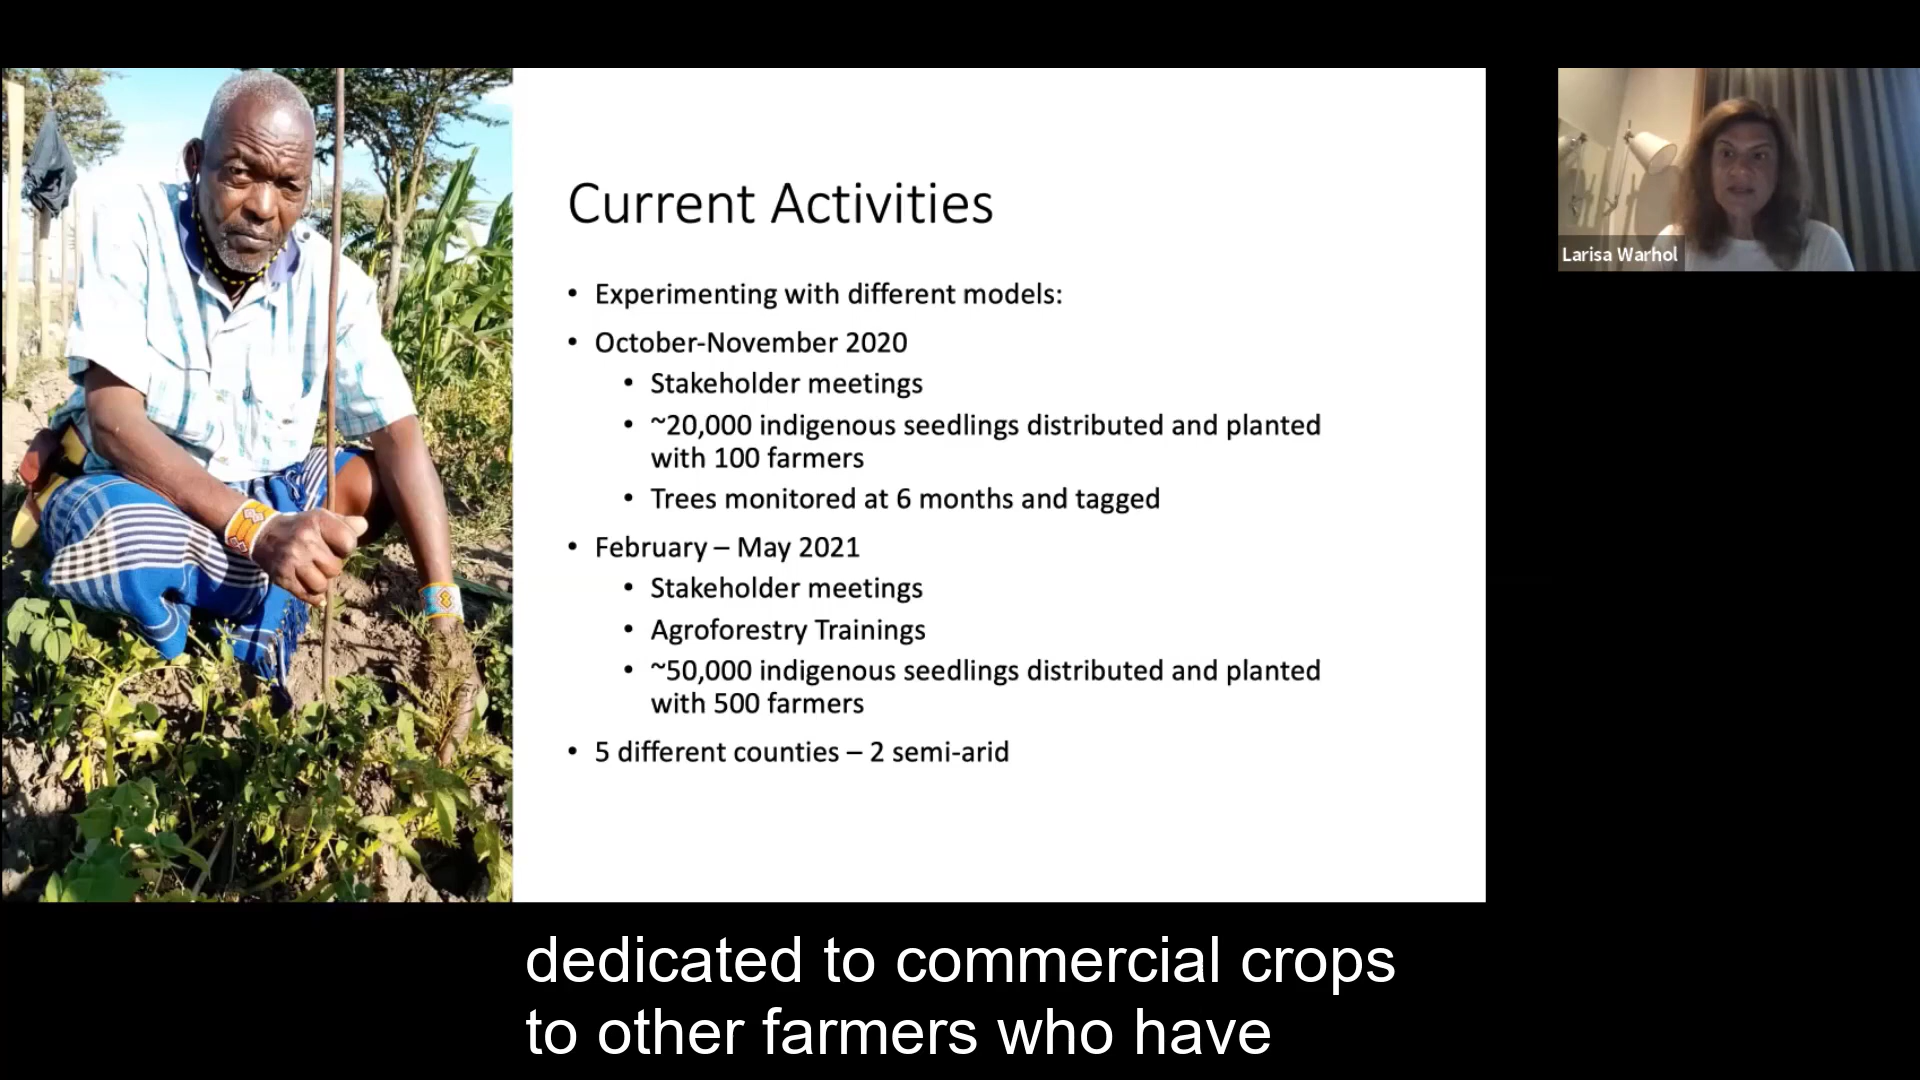 Current Activities
• Experimenting with different models:
• October-November 2020
• Stakeholder meetings
• ~20,000 indigenous seedlings distributed and planted
with 100 farmers
• Trees monitored at 6 months and tagged
• February – May 2021
• Stakeholder meetings
• Agroforestry Trainings
• ~50,000 indigenous seedlings distributed and planted
with 500 farmers
• 5 different counties – 2 semi-arid
Larisa Warhol
dedicated to commercial crops
to other farmers who have